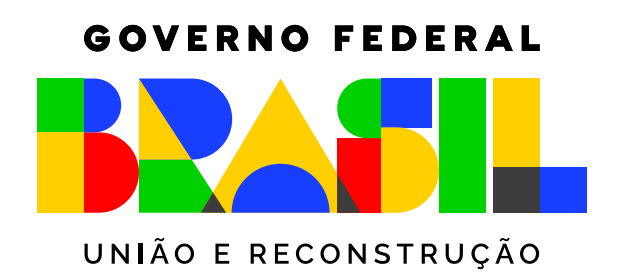 GOVERNO FEDERAL
BRASIL
UNIÃO E RECONSTRUÇÃO